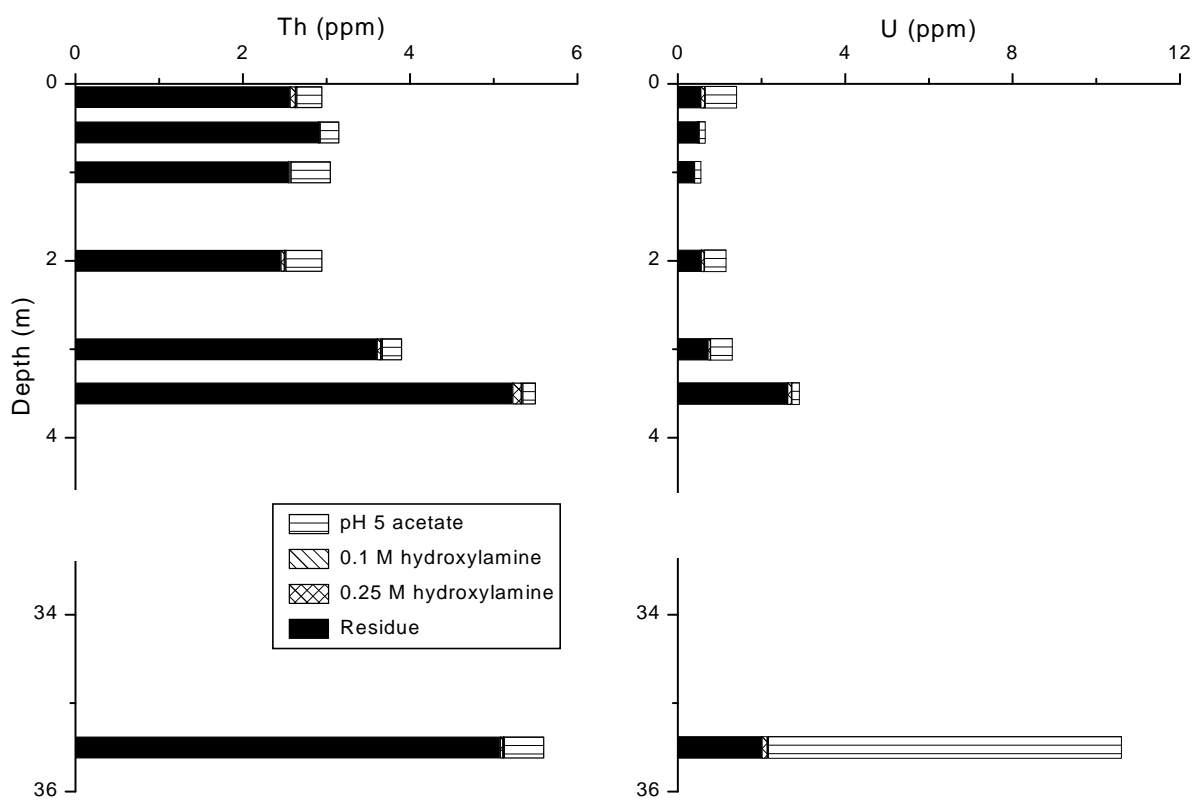 Th (ppm)
0 2 4 6
U (ppm)
0 4 8 12
Depth (m)
0
2
4
34
36
0
2
4
34
36
pH 5 acetate
0.1 M hydroxylamine
0.25 M hydroxylamine
Residue